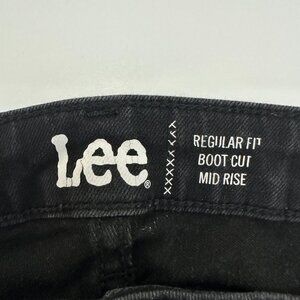 Lee®
REGULAR FIT
BOOT CUT
MID RISE